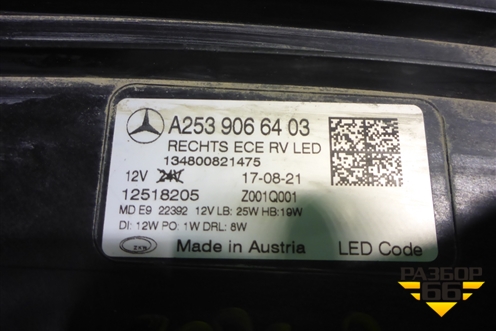 A253 906 64 03
RECHTS ECE RV LED
134800821475
12V 24V 17-08-21
12518205 Z001Q001
MD E9 22392 12V LB: 25W HB: 19W
DI: 12W PO: 1W DRL: 8W
ZKW Made in Austria LED Code
РАЗБОР
66